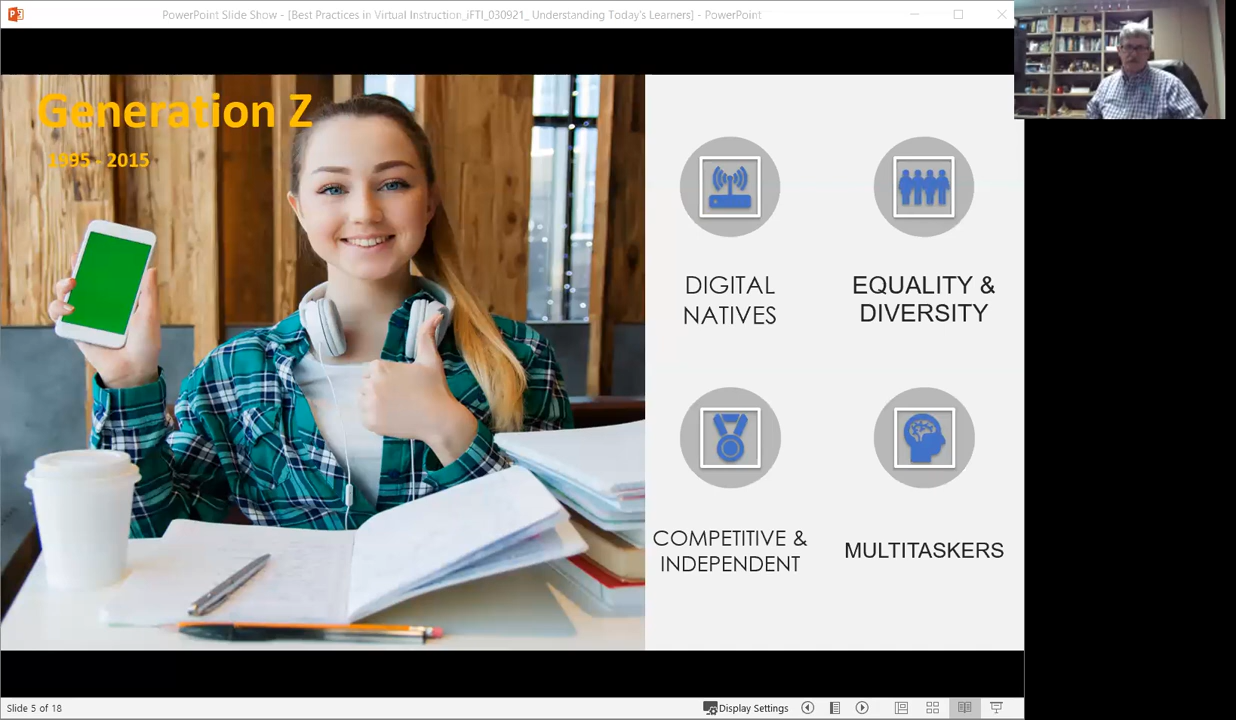 PowerPoint Slide Show - [Best Practices in Virtual Instruction_iFTI_030921_ Understanding Today's Learners] - PowerPoint
Generation Z
1995 - 2015
DIGITAL
NATIVES
EQUALITY &
DIVERSITY
COMPETITIVE &
INDEPENDENT
MULTITASKERS
Slide 5 of 18
Display Settings